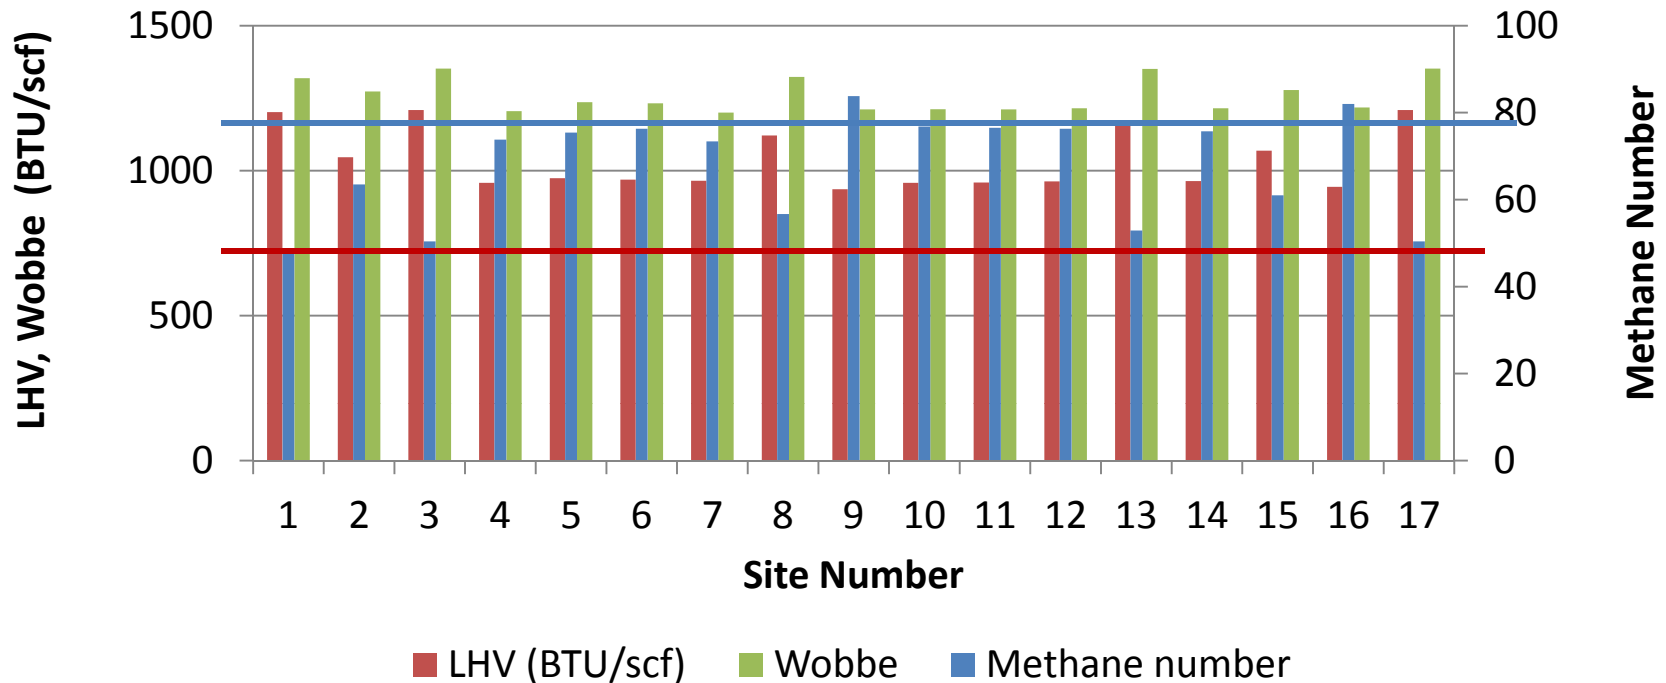 LHV, Wobbe (BTU/scf)
1500
1000
500
0
100
80
60
40
20
0
Methane Number
1 2 3 4 5 6 7 8 9 10 11 12 13 14 15 16 17
Site Number
LHV (BTU/scf) Wobbe Methane number